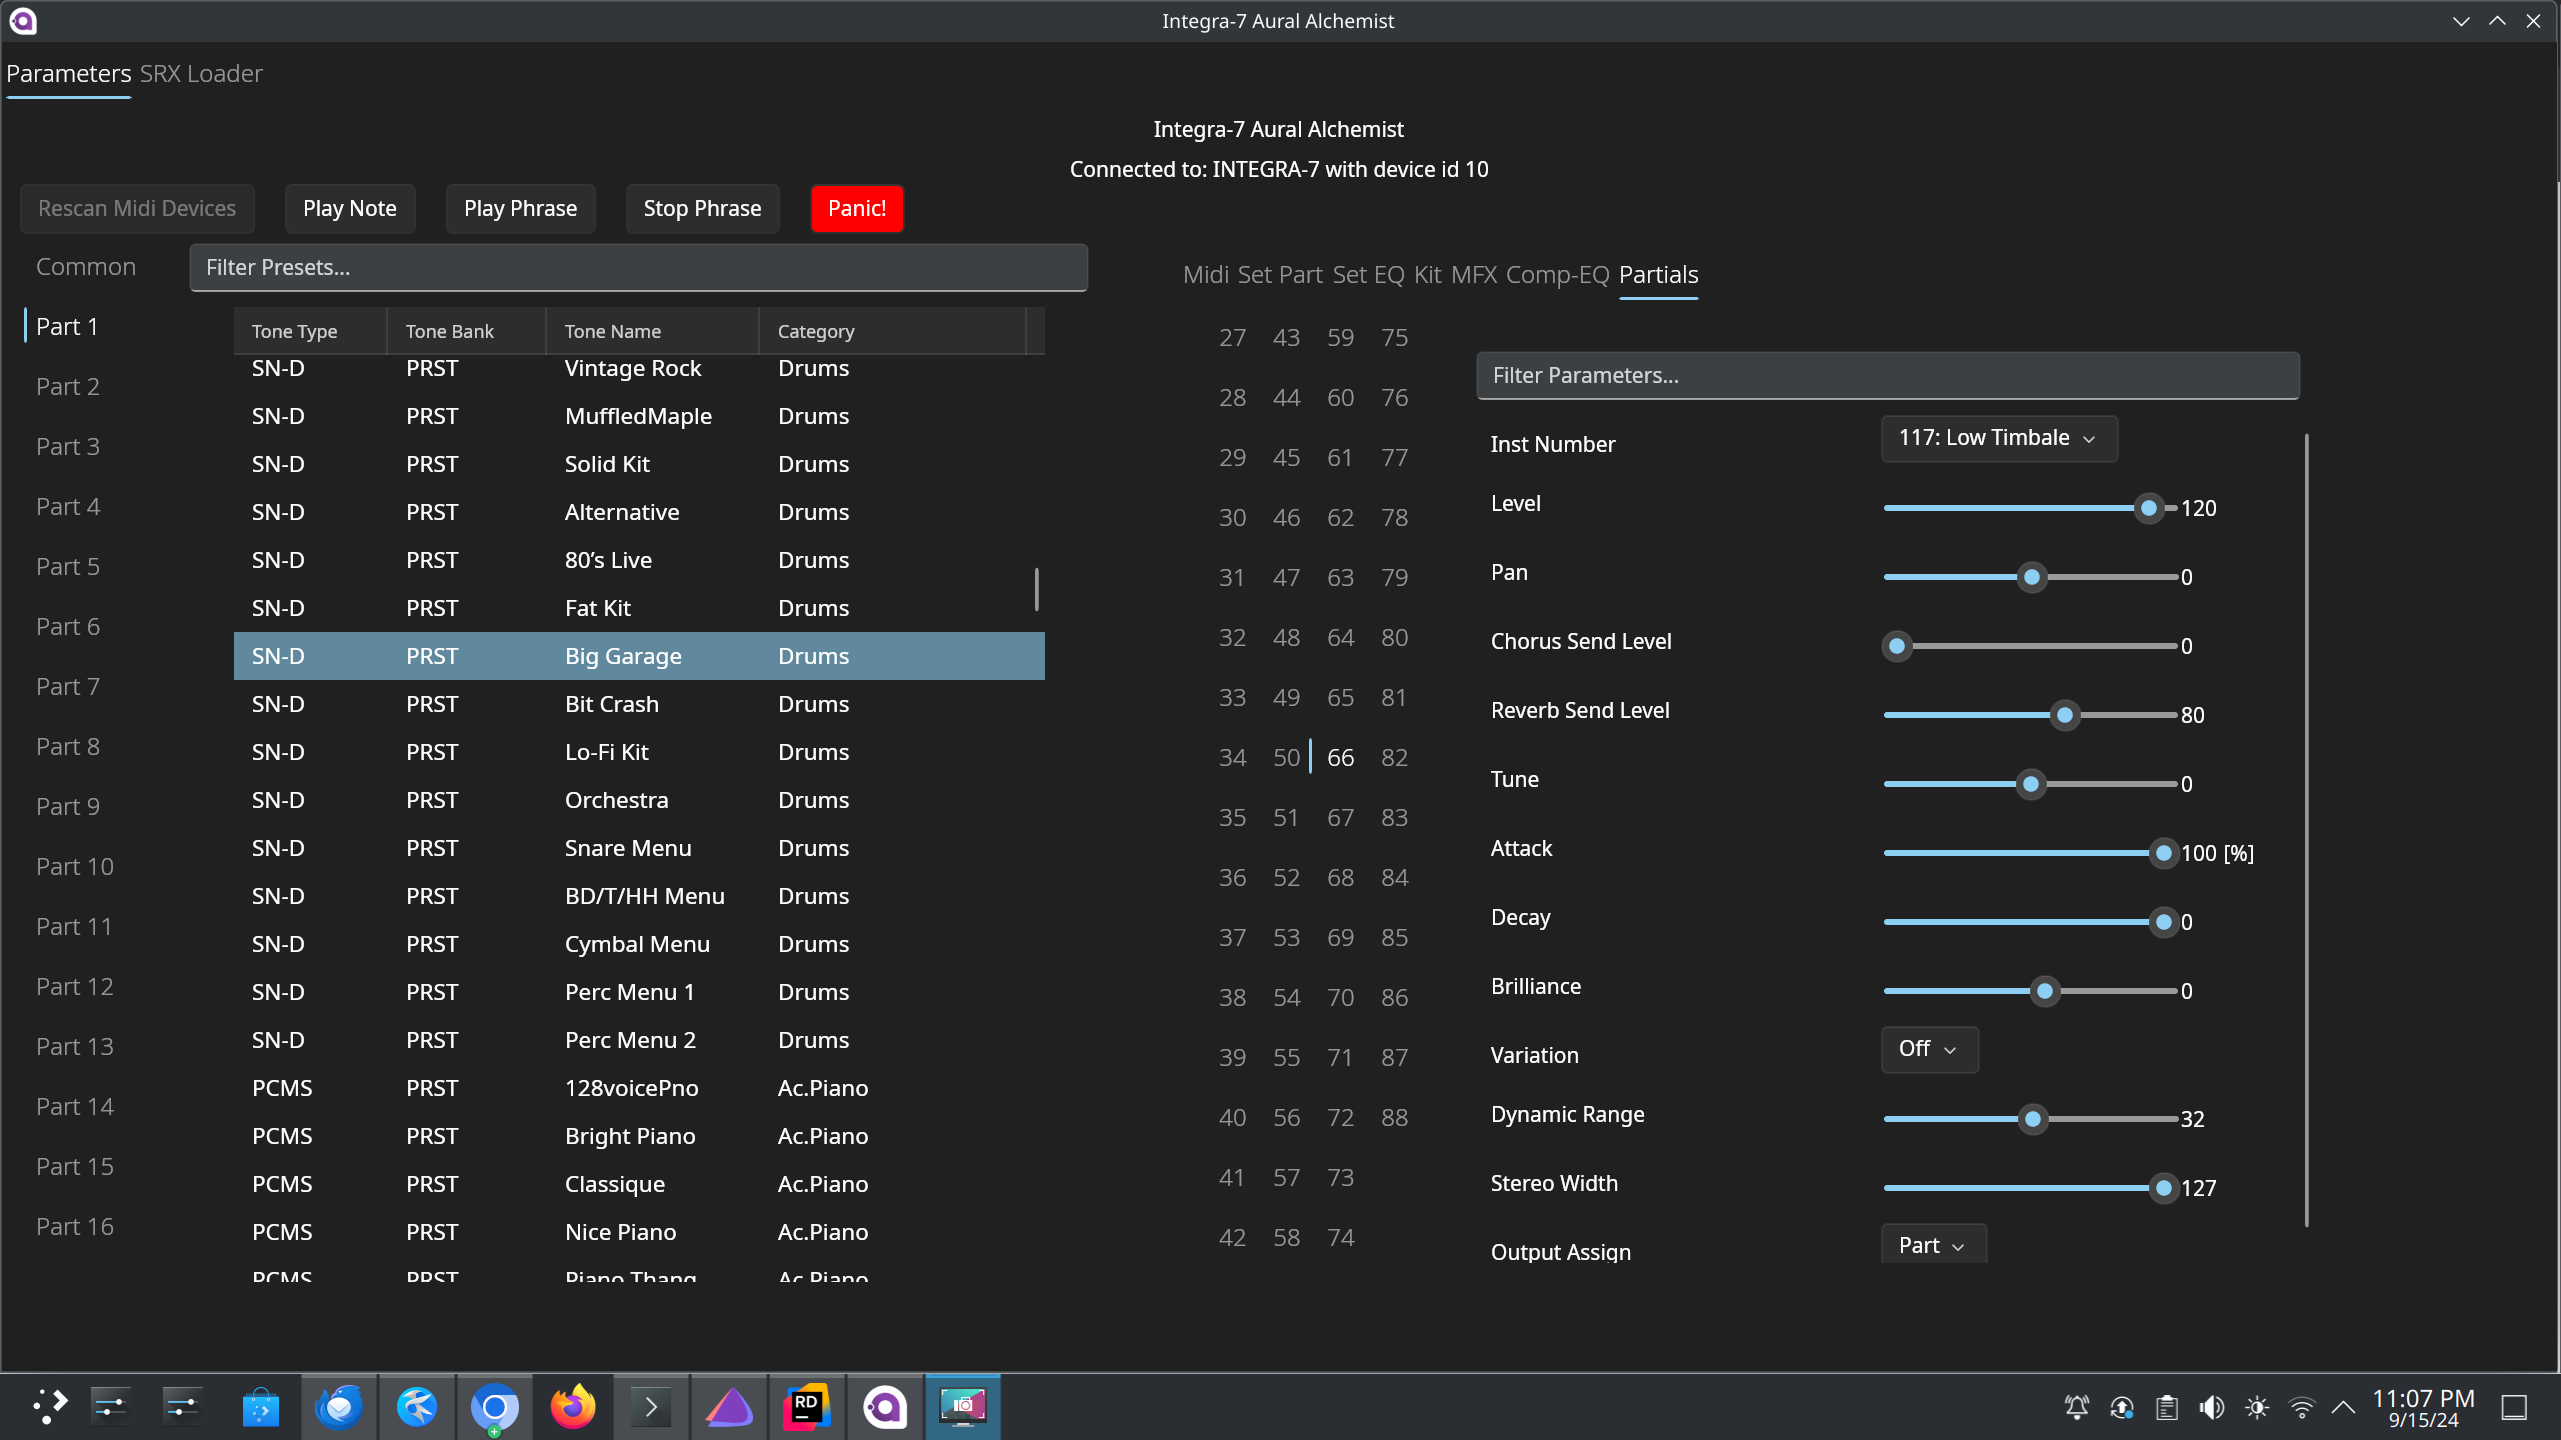 Integra-7 Aural Alchemist
Parameters SRX Loader
Integra-7 Aural Alchemist
Connected to: INTEGRA-7 with device id 10
Rescan Midi Devices Play Note Play Phrase Stop Phrase Panic!
Common
Part 1
Part 2
Part 3
Part 4
Part 5
Part 6
Part 7
Part 8
Part 9
Part 10
Part 11
Part 12
Part 13
Part 14
Part 15
Part 16
Filter Presets...
Tone Type Tone Bank Tone Name Category
SN-D PRST Vintage Rock Drums
SN-D PRST MuffledMaple Drums
SN-D PRST Solid Kit Drums
SN-D PRST Alternative Drums
SN-D PRST 80’s Live Drums
SN-D PRST Fat Kit Drums
SN-D PRST Big Garage Drums
SN-D PRST Bit Crash Drums
SN-D PRST Lo-Fi Kit Drums
SN-D PRST Orchestra Drums
SN-D PRST Snare Menu Drums
SN-D PRST BD/T/HH Menu Drums
SN-D PRST Cymbal Menu Drums
SN-D PRST Perc Menu 1 Drums
SN-D PRST Perc Menu 2 Drums
PCMS PRST 128voicePno Ac.Piano
PCMS PRST Bright Piano Ac.Piano
PCMS PRST Classique Ac.Piano
PCMS PRST Nice Piano Ac.Piano
PCMS PRST Piano Thang Ac.Piano
Midi Set Part Set EQ Kit MFX Comp-EQ Partials
27 43 59 75
28 44 60 76
29 45 61 77
30 46 62 78
31 47 63 79
32 48 64 80
33 49 65 81
34 50 66 82
35 51 67 83
36 52 68 84
37 53 69 85
38 54 70 86
39 55 71 87
40 56 72 88
41 57 73
42 58 74
Filter Parameters...
Inst Number 117: Low Timbale
Level 120
Pan 0
Chorus Send Level 0
Reverb Send Level 80
Tune 0
Attack 100 [%]
Decay 0
Brilliance 0
Variation Off
Dynamic Range 32
Stereo Width 127
Output Assign Part
RD
11:07 PM
9/15/24